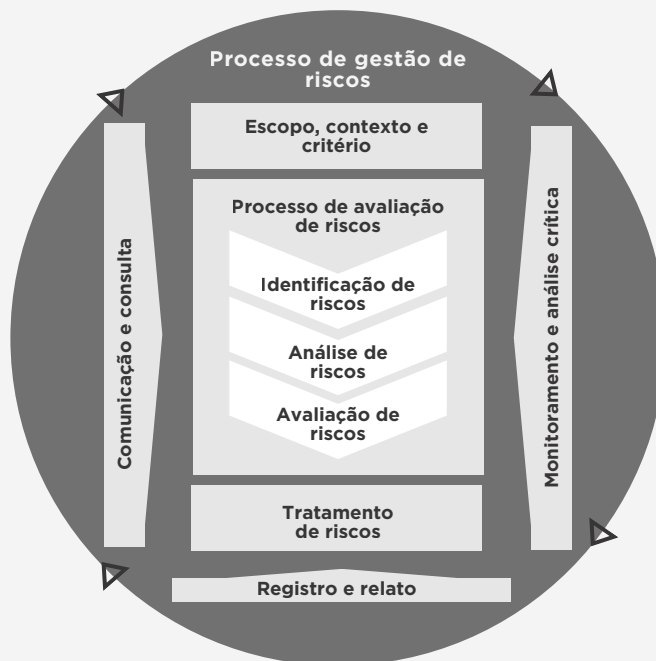 Processo de gestão de
riscos
Escopo, contexto e
critério
Processo de avaliação
de riscos
Identificação de
riscos
Análise de
riscos
Avaliação de
riscos
Tratamento
de riscos
Registro e relato
Comunicação e consulta
Monitoramento e análise crítica